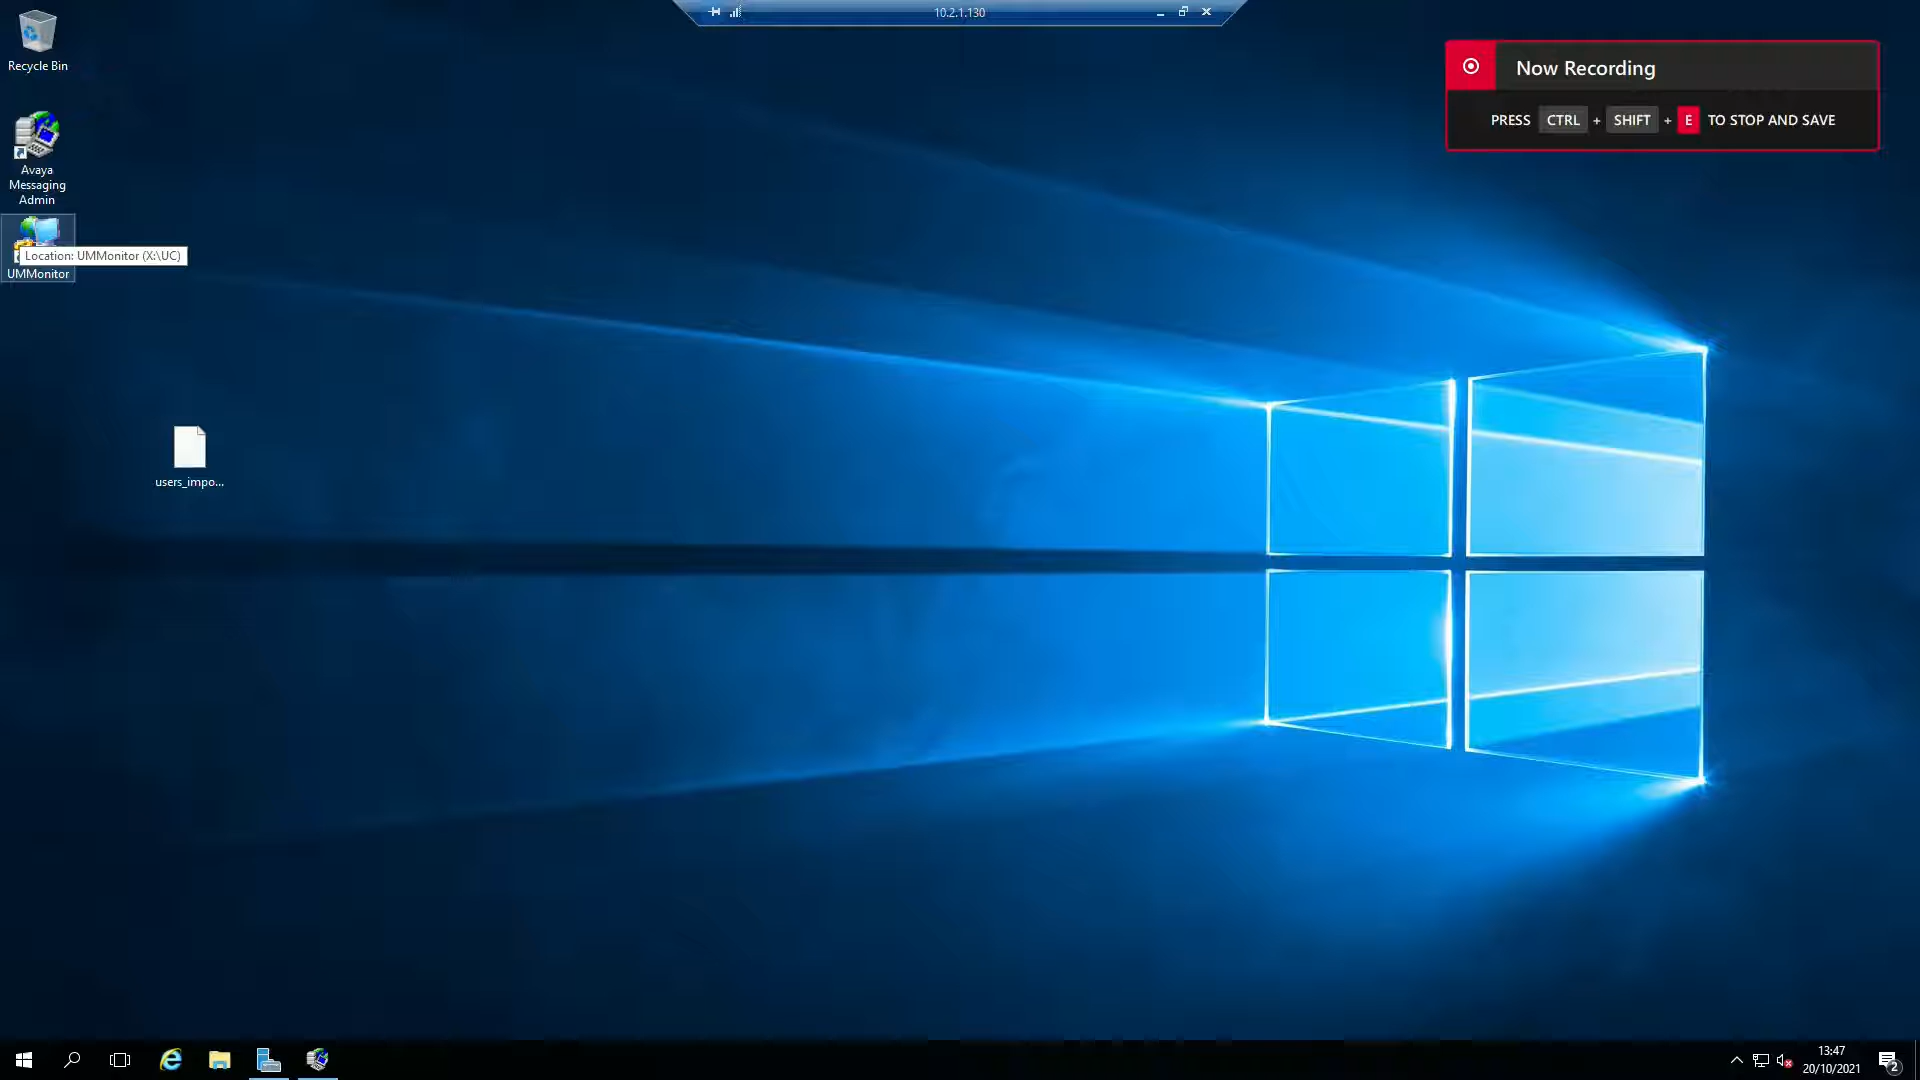 10.2.1.130
Recycle Bin
Now Recording
PRESS CTRL + SHIFT + E TO STOP AND SAVE
Avaya
Messaging
Admin
Location: UMMonitor (X:\UC)
UMMonitor
users_impo...
13:47
20/10/2021
2